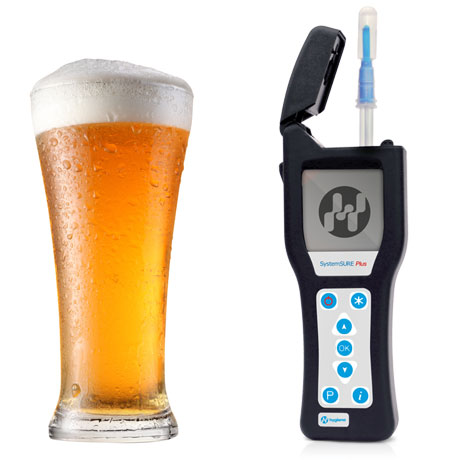 SystemSURE Plus
OK
P i
hygiena